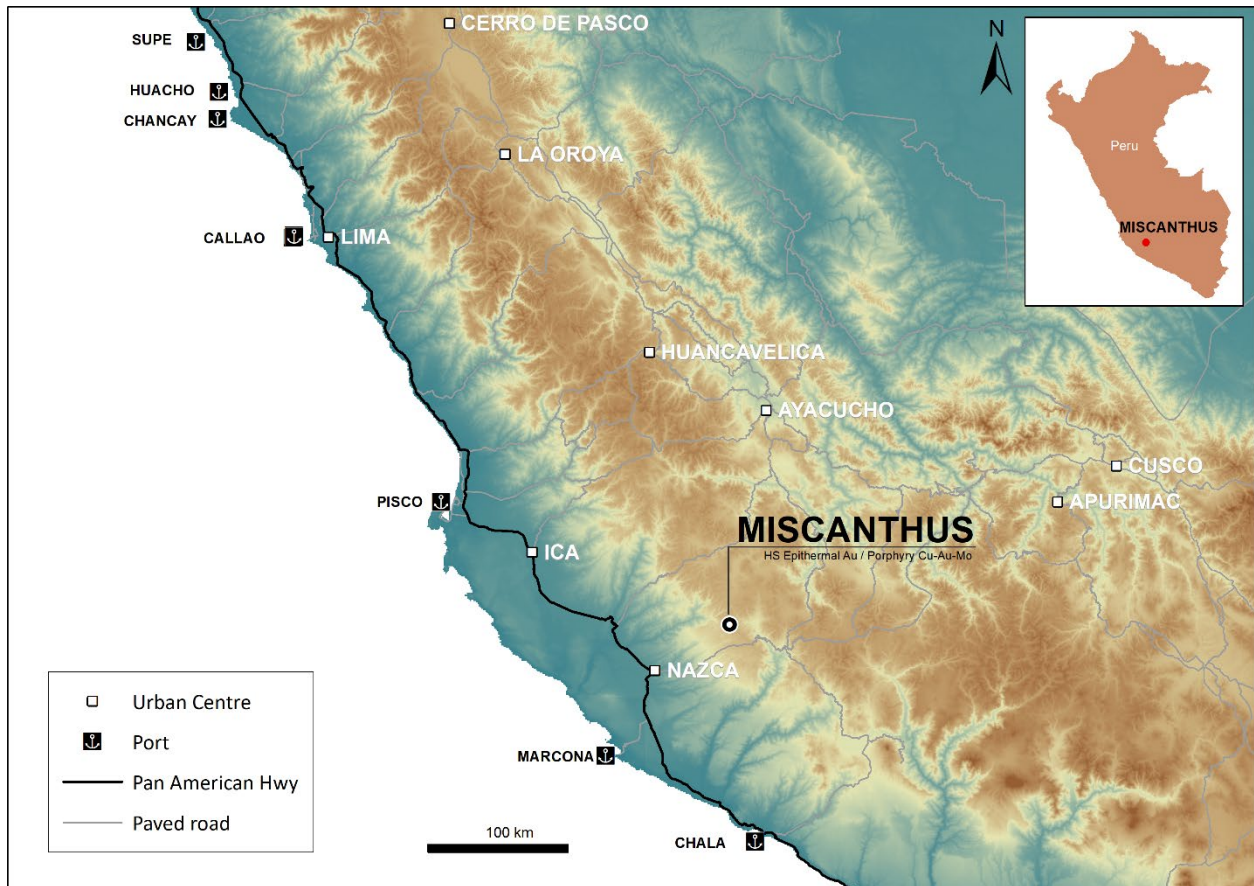 CERRO DE PASCO
SUPE
HUACHO
CHANCAY
LA OROYA
CALLAO
LIMA
HUANCAVELICA
AYACUCHO
CUSCO
APURIMAC
PISCO
MISCANTHUS
HS Epithermal Au / Porphyry Cu-Au-Mo
ICA
NAZCA
MARCONA
CHALA
N
Peru
MISCANTHUS
Urban Centre
Port
Pan American Hwy
Paved road
100 km